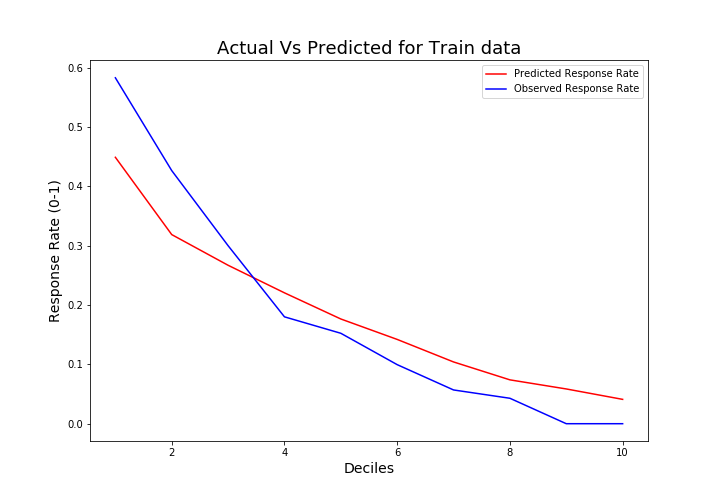 Actual Vs Predicted for Train data
Predicted Response Rate
Observed Response Rate
Response Rate (0-1)
0.6
0.5
0.4
0.3
0.2
0.1
0.0
2 4 6 8 10
Deciles